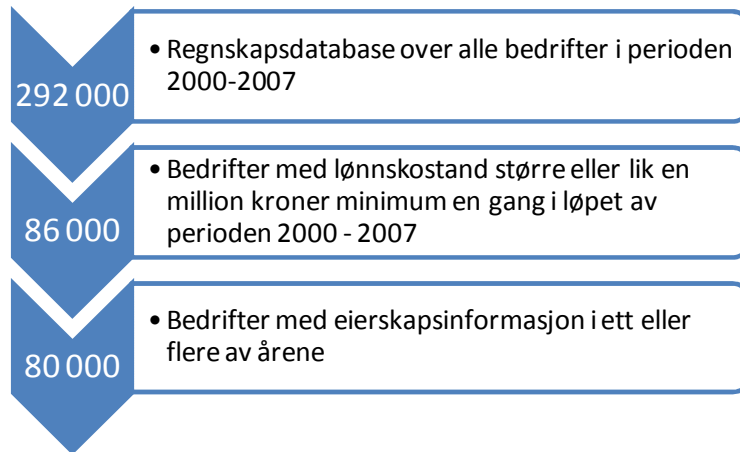 292 000
• Regnskapsdatabase over alle bedrifter i perioden
2000-2007
86 000
• Bedrifter med lønnskostand større eller lik en
million kroner minimum en gang i løpet av
perioden 2000 - 2007
80 000
• Bedrifter med eierskapsinformasjon i ett eller
flere av årene